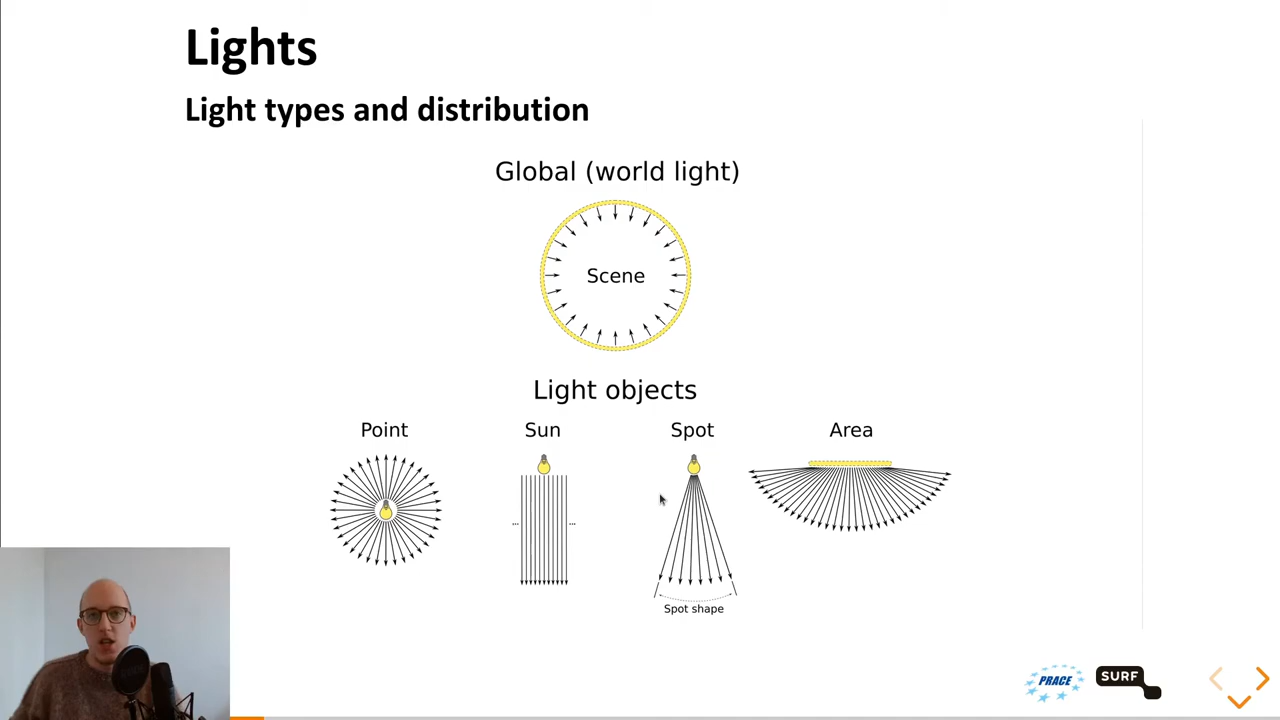 Lights
Light types and distribution
Global (world light)
Scene
Light objects
Point Sun Spot Area
... ...
Spot shape
PRACE SURF